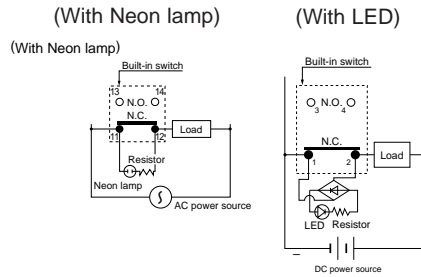 (With Neon lamp)
(With LED)
(With Neon lamp)
Built-in switch
13 14
N.O.
N.C.
11 12
Load
Resistor
Neon lamp
AC power source
Built-in switch
3 N.O. 4
N.C.
1 2
Load
LED Resistor
–
DC power source